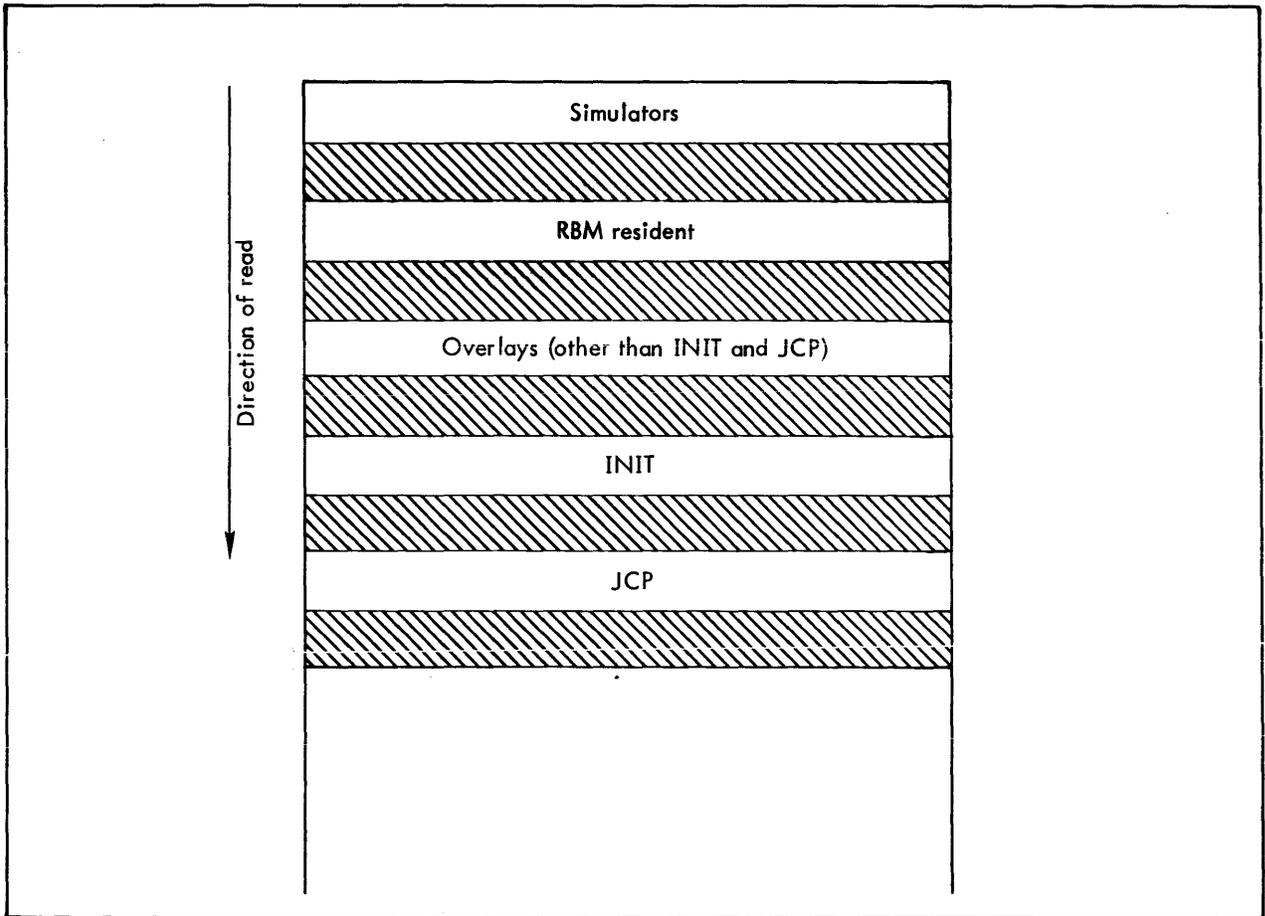 Simulators
RBM resident
Direction of read
Overlays (other than INIT and JCP)
INIT
JCP